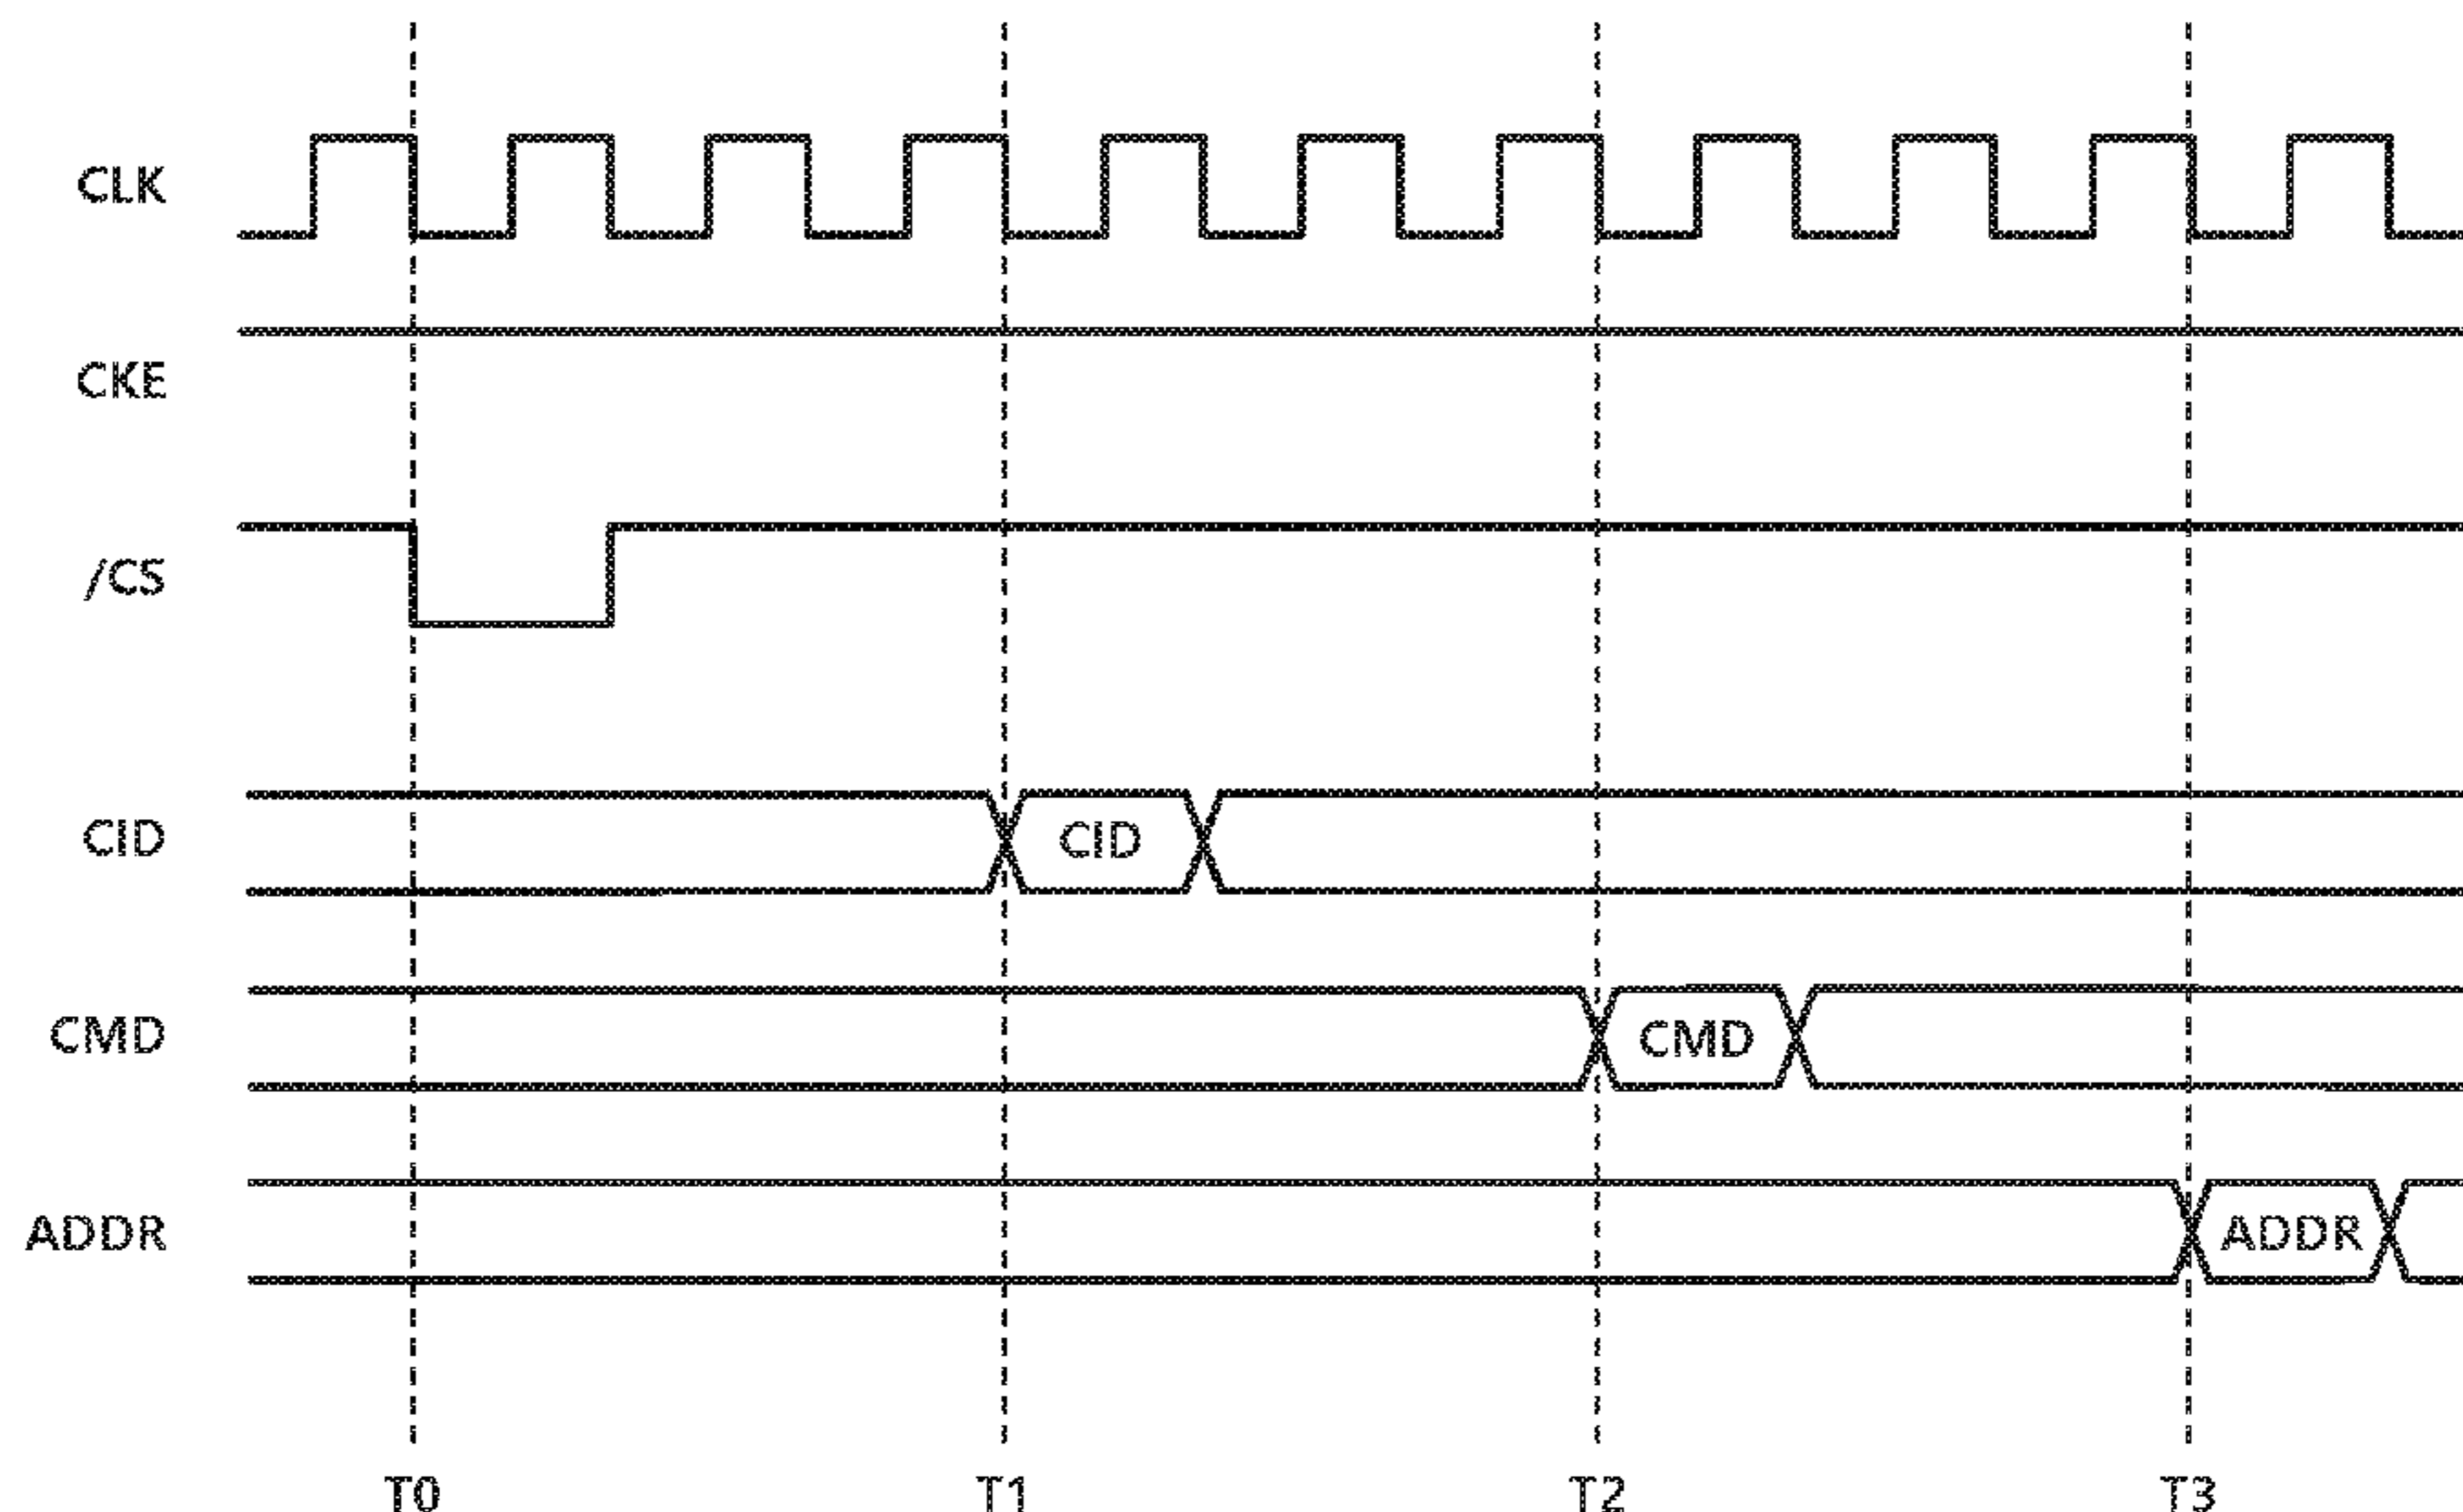 CLK
CKE
/CS
CID CID
CMD CMD
ADDR ADDR
T0 T1 T2 T3